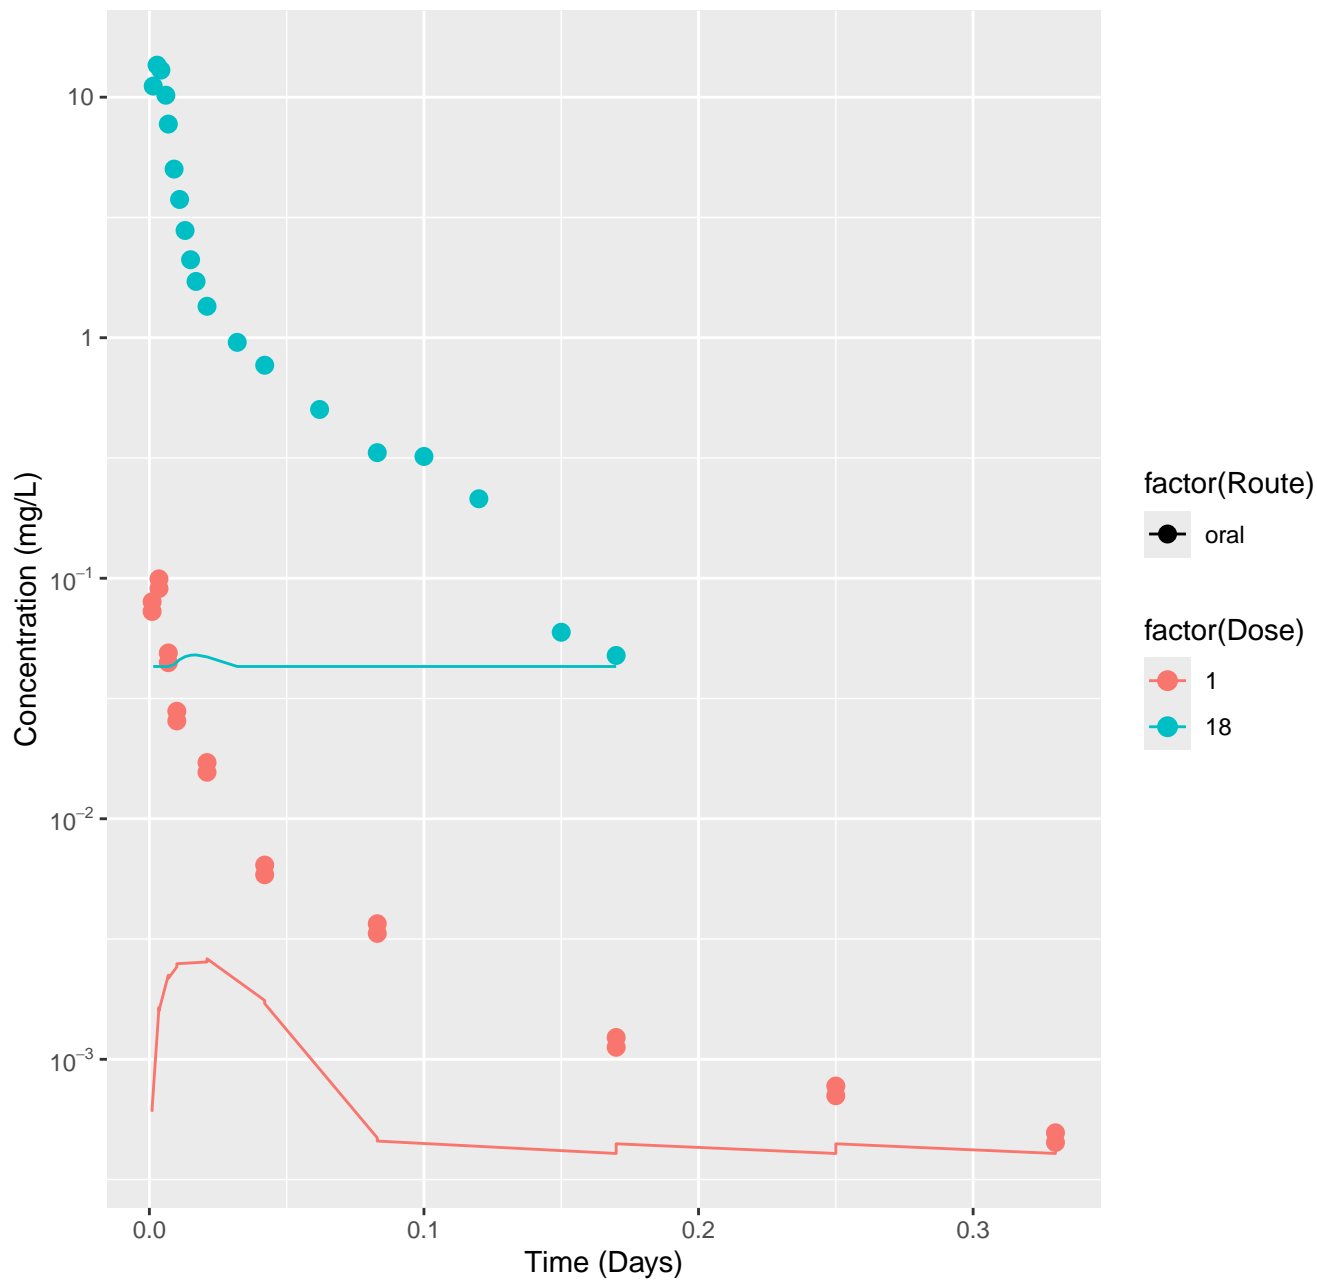 10
1
10⁻¹
10⁻²
10⁻³
Concentration (mg/L)
0.0
0.1
0.2
0.3
Time (Days)
factor(Route)
oral
factor(Dose)
1
18